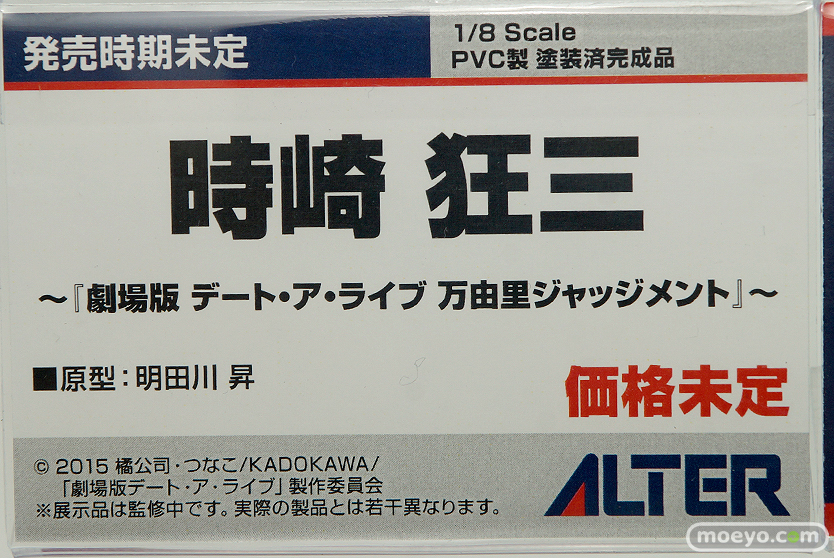 発売時期未定
1/8 Scale
PVC製 塗装済完成品
時崎 狂三
～『劇場版 デート・ア・ライブ 万由里ジャッジメント』～
■原型：明田川 昇
価格未定
© 2015 橘公司・つなこ/KADOKAWA/
「劇場版デート・ア・ライブ」製作委員会
※展示品は監修中です。実際の製品とは若干異なります。
ALTER
moeyo.com